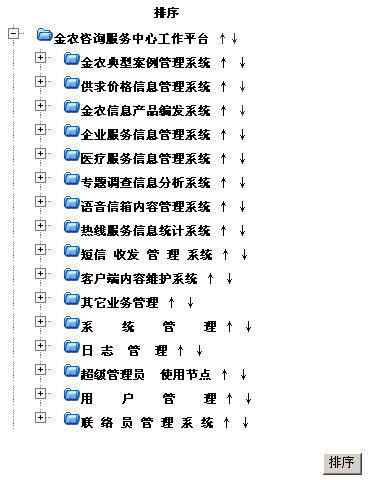 排序
金农咨询服务中心工作平台 ↑↓
金农典型案例管理系统 ↑ ↓
供求价格信息管理系统 ↑ ↓
金农信息产品编发系统 ↑ ↓
企业服务信息管理系统 ↑ ↓
医疗服务信息管理系统 ↑ ↓
专题调查信息分析系统 ↑ ↓
语音信箱内容管理系统 ↑ ↓
热线服务信息统计系统 ↑ ↓
短信 收发 管 理 系统 ↑ ↓
客户端内容维护系统 ↑ ↓
其它业务管理 ↑ ↓
系 统 管 理 ↑ ↓
日 志 管 理 ↑ ↓
超级管理员 使用节点 ↑ ↓
用 户 管 理 ↑ ↓
联 络 员 管 理 系 统 ↑ ↓
排序